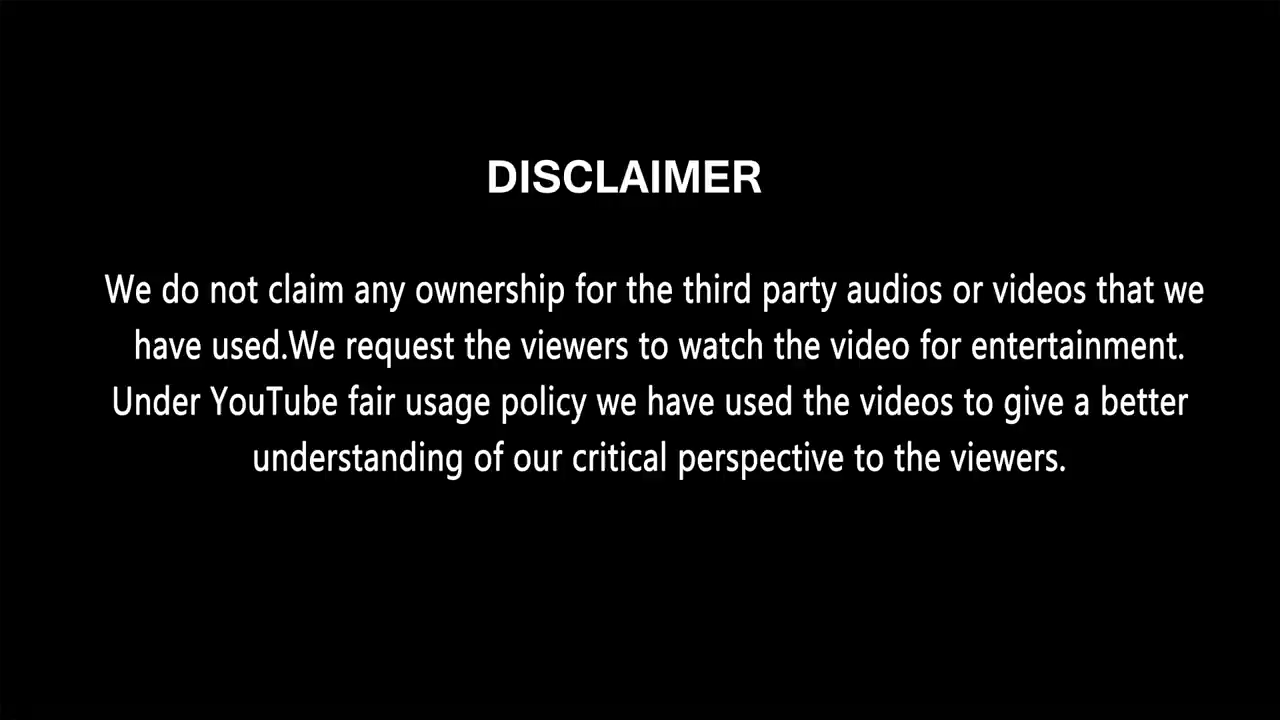 DISCLAIMER
We do not claim any ownership for the third party audios or videos that we
have used.We request the viewers to watch the video for entertainment.
Under YouTube fair usage policy we have used the videos to give a better
understanding of our critical perspective to the viewers.